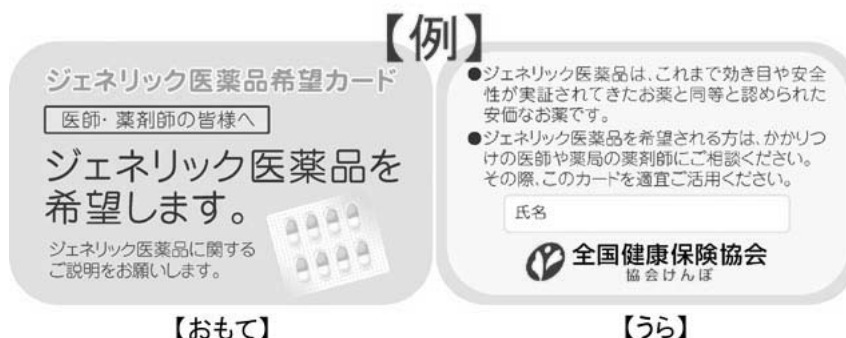 【例】
ジェネリック医薬品希望カード
医師・薬剤師の皆様へ
ジェネリック医薬品を
希望します。
ジェネリック医薬品に関する
ご説明をお願いします。
【おもて】
●ジェネリック医薬品は、これまで効き目や安全
性が実証されてきたお薬と同等と認められた
安価なお薬です。
●ジェネリック医薬品を希望される方は、かかりつ
けの医師や薬局の薬剤師にご相談ください。
その際、このカードを適宜ご活用ください。
氏名
全国健康保険協会
協会けんぽ
【うら】